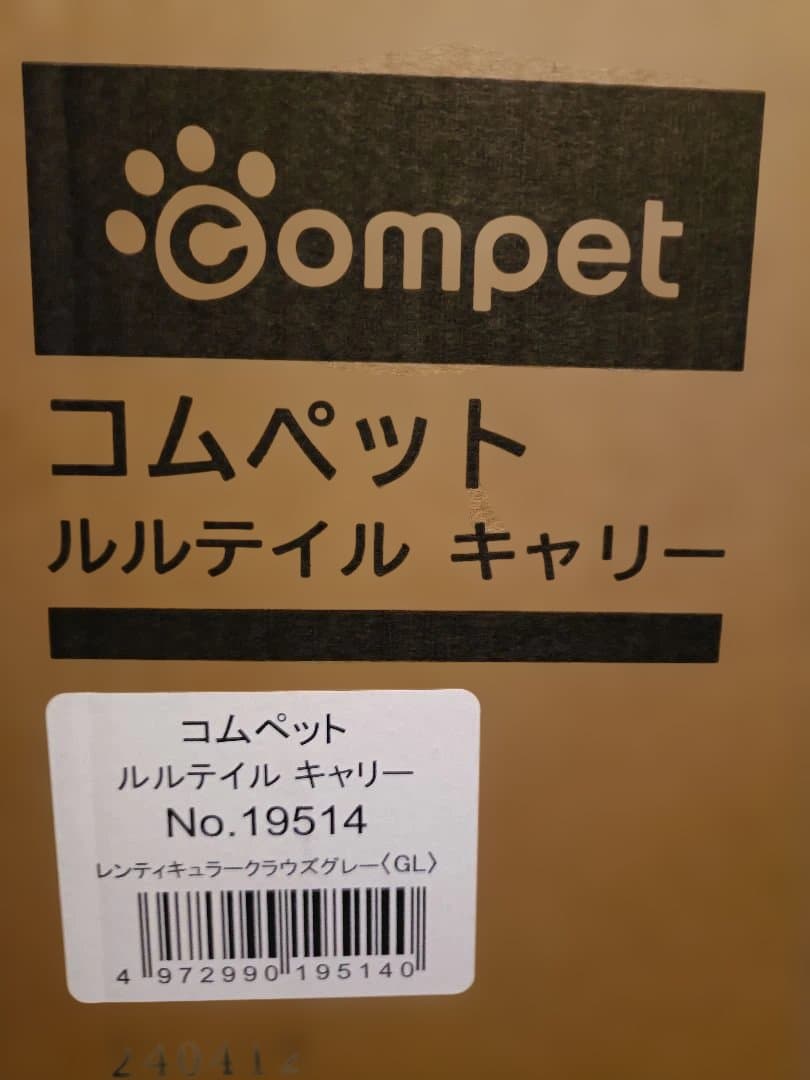 Compet
コムペット
ルルテイル キャリー
コムペット
ルルテイル キャリー
No.19514
レンティキュラークラウズグレー〈GL〉
4 972990 195140
240412